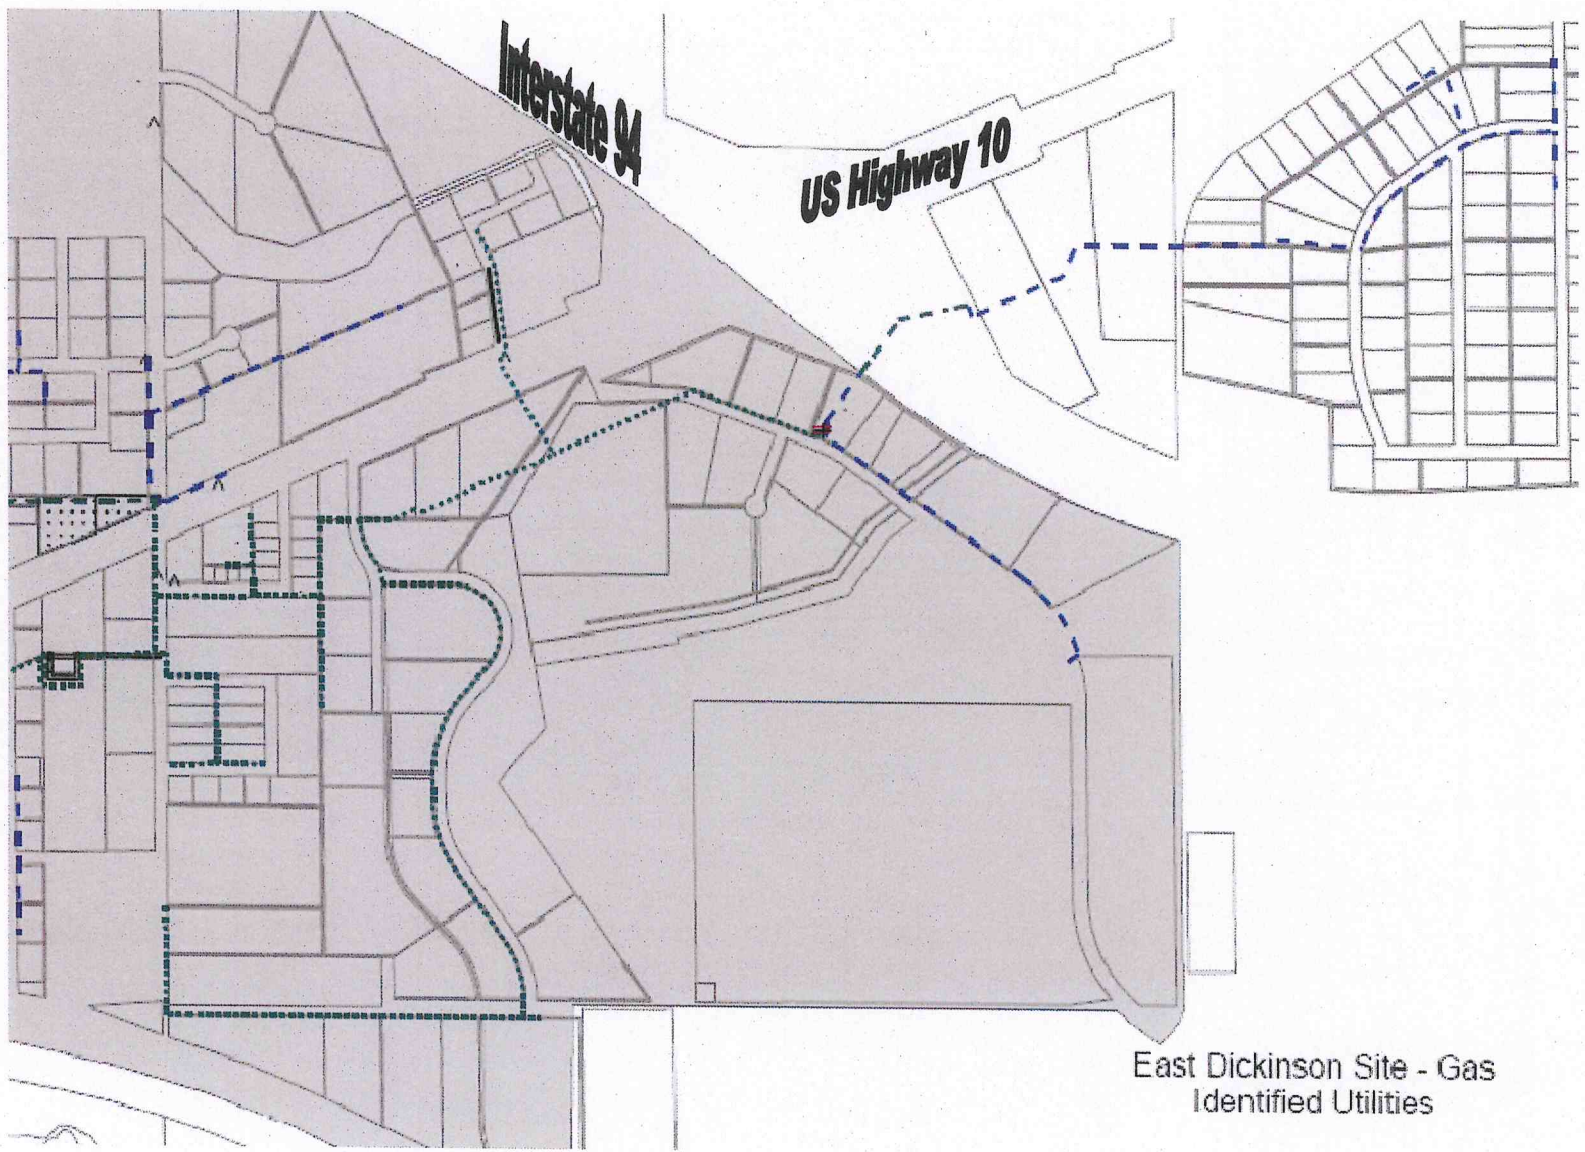 Interstate 94
US Highway 10
East Dickinson Site - Gas
Identified Utilities